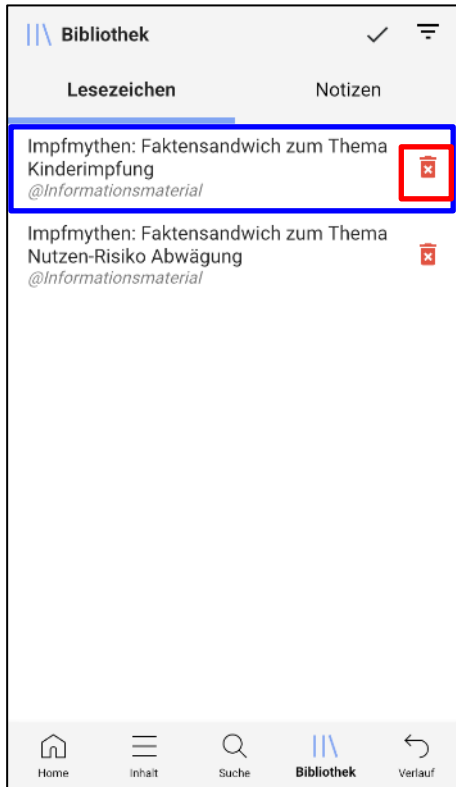 Bibliothek
Lesezeichen Notizen
Impfmythen: Faktensandwich zum Thema
Kinderimpfung
@Informationsmaterial
Impfmythen: Faktensandwich zum Thema
Nutzen-Risiko Abwägung
@Informationsmaterial
Home Inhalt Suche Bibliothek Verlauf